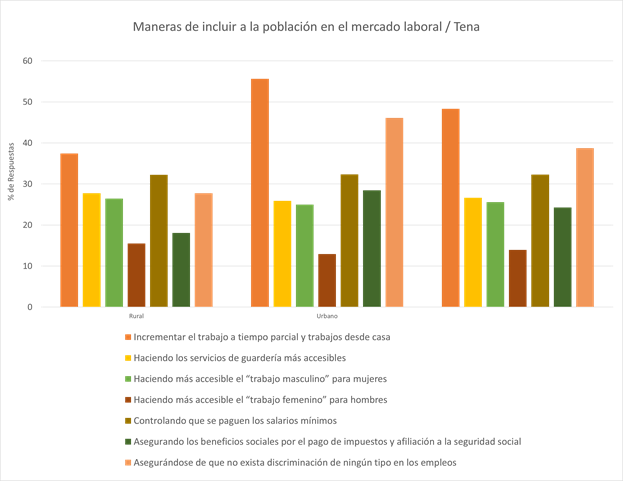 Maneras de incluir a la población en el mercado laboral / Tena
% de Respuestas
60
50
40
30
20
10
0
Rural
Urbano
Incrementar el trabajo a tiempo parcial y trabajos desde casa
Haciendo los servicios de guardería más accesibles
Haciendo más accesible el “trabajo masculino” para mujeres
Haciendo más accesible el “trabajo femenino” para hombres
Controlando que se paguen los salarios mínimos
Asegurando los beneficios sociales por el pago de impuestos y afiliación a la seguridad social
Asegurándose de que no exista discriminación de ningún tipo en los empleos